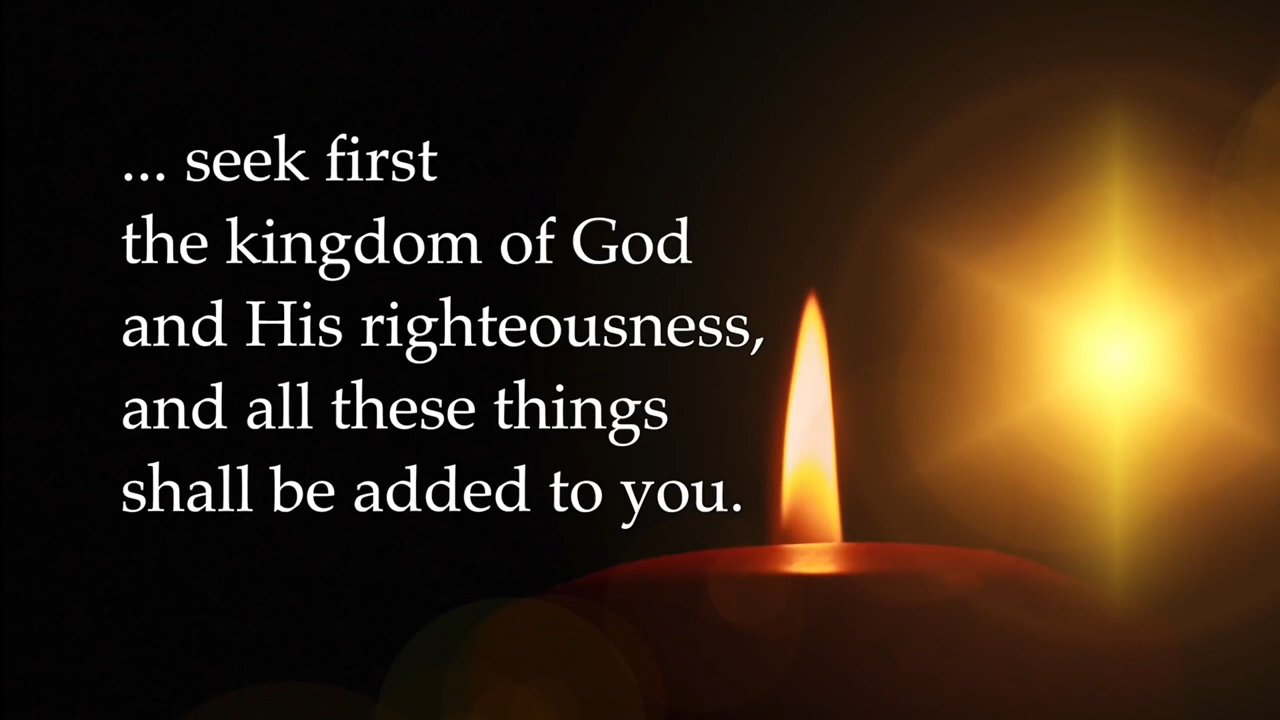 ... seek first
the kingdom of God
and His righteousness,
and all these things
shall be added to you.